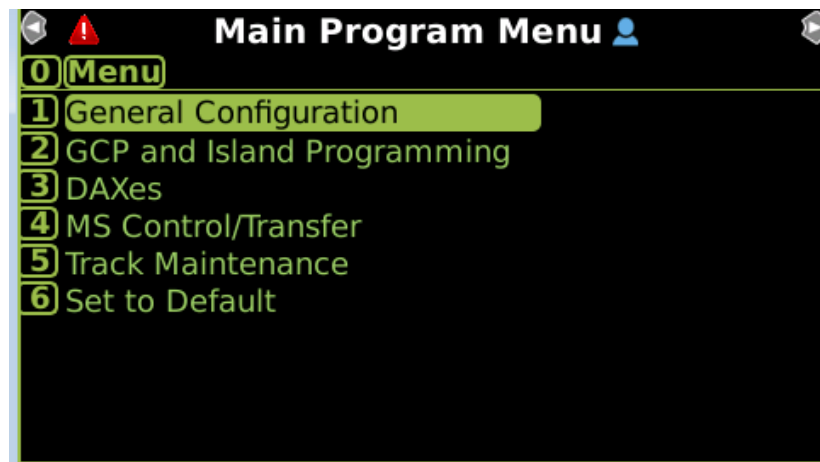 Main Program Menu
0 Menu
1 General Configuration
2 GCP and Island Programming
3 DAXes
4 MS Control/Transfer
5 Track Maintenance
6 Set to Default